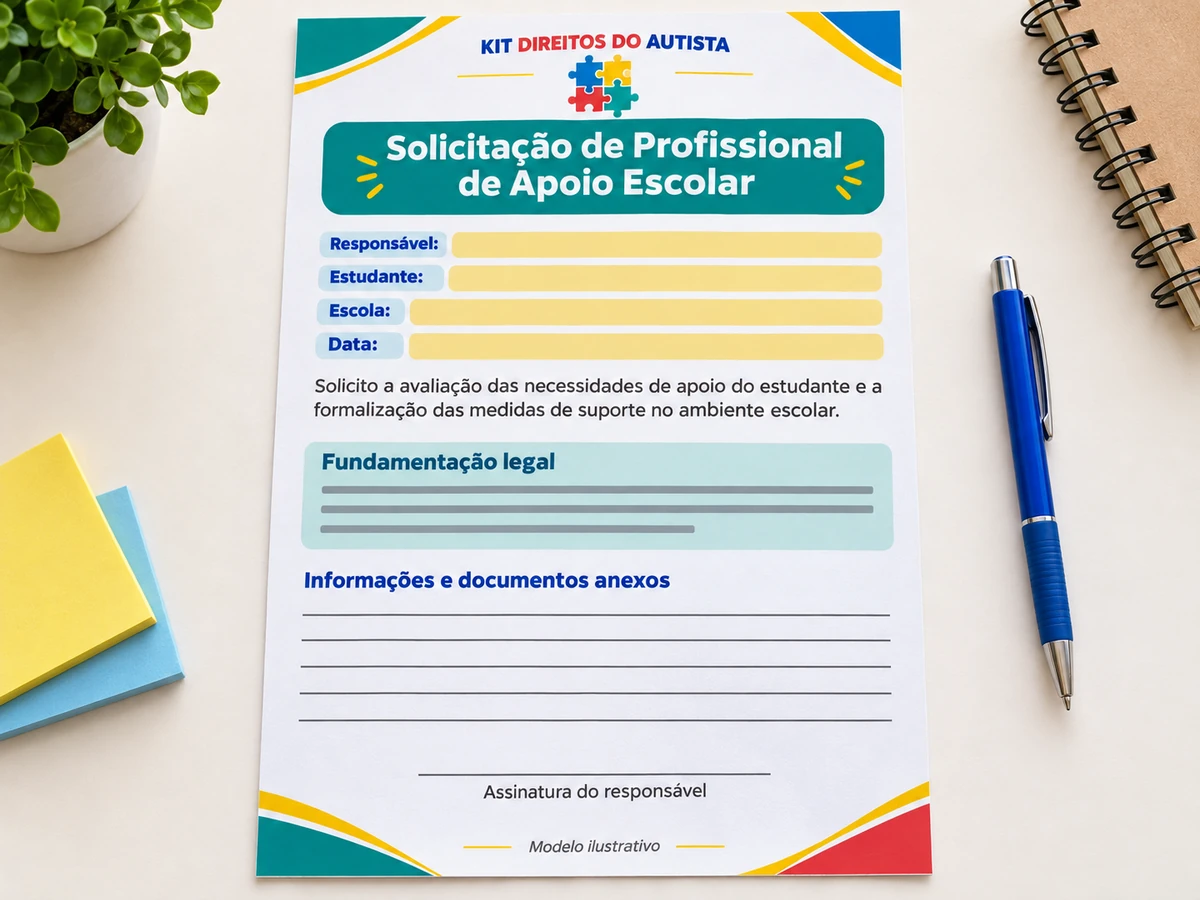 KIT DIREITOS DO AUTISTA
Solicitação de Profissional
de Apoio Escolar
Responsável:
Estudante:
Escola:
Data:
Solicito a avaliação das necessidades de apoio do estudante e a
formalização das medidas de suporte no ambiente escolar.
Fundamentação legal
Informações e documentos anexos
Assinatura do responsável
Modelo ilustrativo